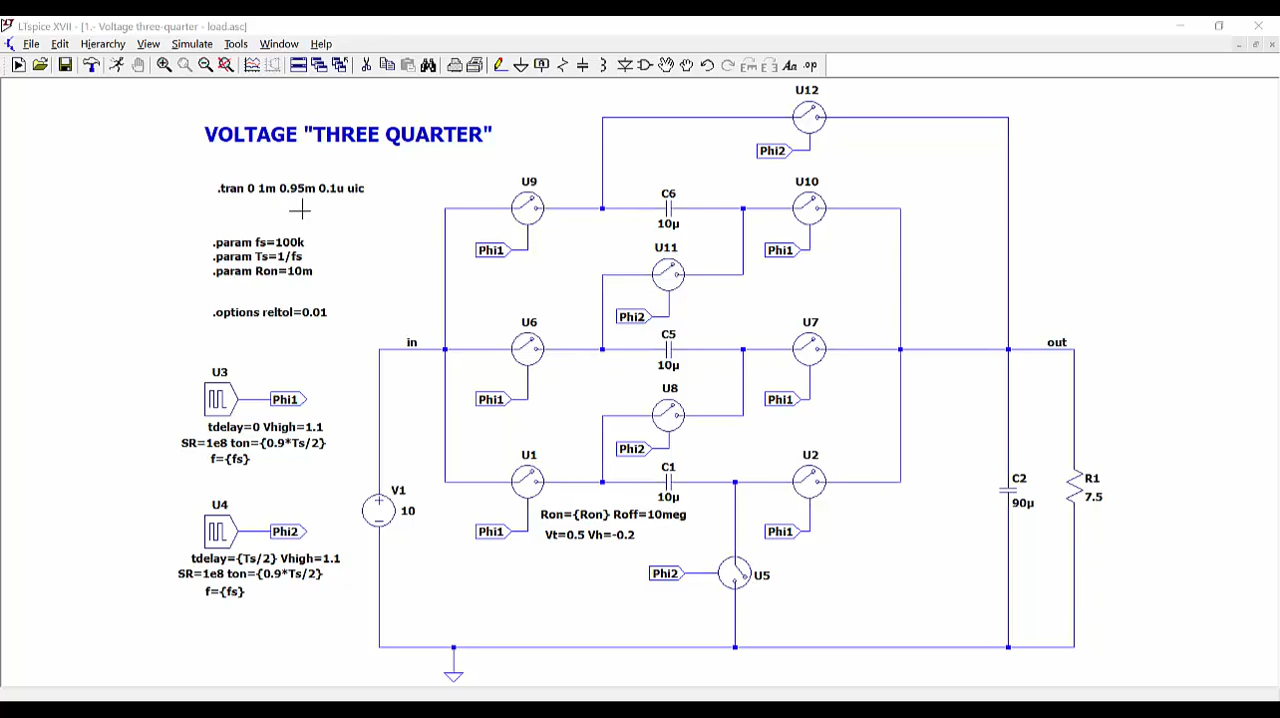 LTspice XVII - [1.- Voltage three-quarter - load.asc]
File Edit Hierarchy View Simulate Tools Window Help
VOLTAGE "THREE QUARTER"
.tran 0 1m 0.95m 0.1u uic
.param fs=100k
.param Ts=1/fs
.param Ron=10m
.options reltol=0.01
U3
Phi1
tdelay=0 Vhigh=1.1
SR=1e8 ton={0.9*Ts/2}
f={fs}
U4
Phi2
tdelay={Ts/2} Vhigh=1.1
SR=1e8 ton={0.9*Ts/2}
f={fs}
in
V1
10
U12
Phi2
U9
Phi1
C6
10µ
U10
Phi1
U11
Phi2
U6
Phi1
C5
10µ
U7
Phi1
U8
Phi2
U1
Phi1
C1
10µ
Ron={Ron} Roff=10meg
Vt=0.5 Vh=-0.2
U2
Phi1
Phi2
U5
out
C2
90µ
R1
7.5